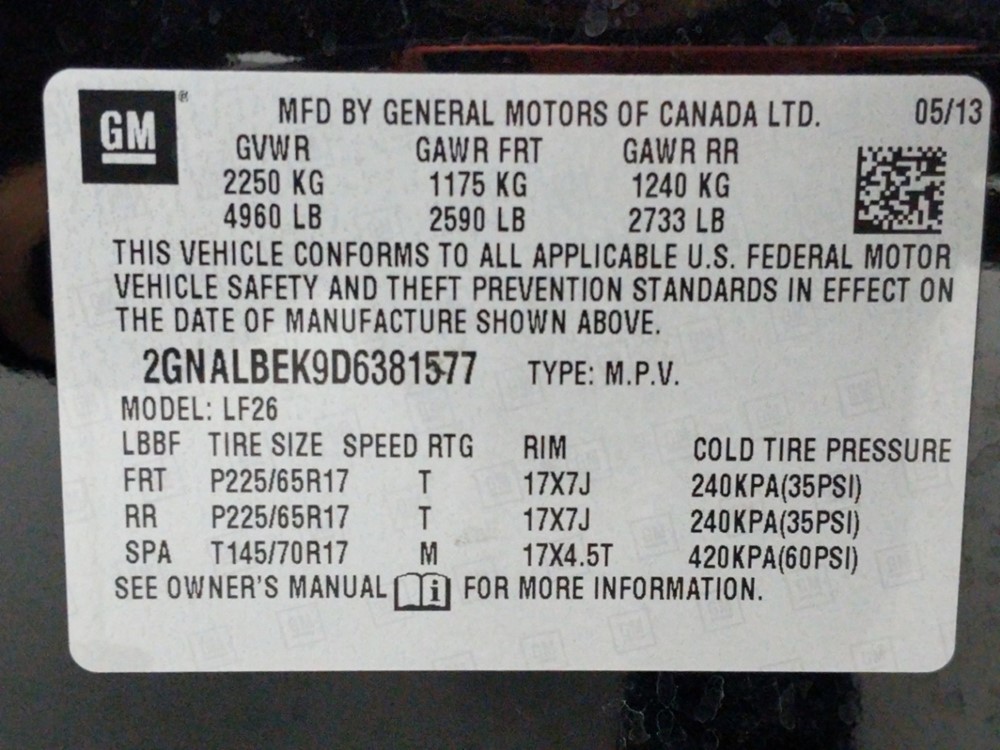 GM® MFD BY GENERAL MOTORS OF CANADA LTD. 05/13
GVWR GAWR FRT GAWR RR
2250 KG 1175 KG 1240 KG
4960 LB 2590 LB 2733 LB
THIS VEHICLE CONFORMS TO ALL APPLICABLE U.S. FEDERAL MOTOR
VEHICLE SAFETY AND THEFT PREVENTION STANDARDS IN EFFECT ON
THE DATE OF MANUFACTURE SHOWN ABOVE.
2GNALBEK9D6381577 TYPE: M.P.V.
MODEL: LF26
LBBF TIRE SIZE SPEED RTG RIM COLD TIRE PRESSURE
FRT P225/65R17 T 17X7J 240KPA(35PSI)
RR P225/65R17 T 17X7J 240KPA(35PSI)
SPA T145/70R17 M 17X4.5T 420KPA(60PSI)
SEE OWNER'S MANUAL i FOR MORE INFORMATION.